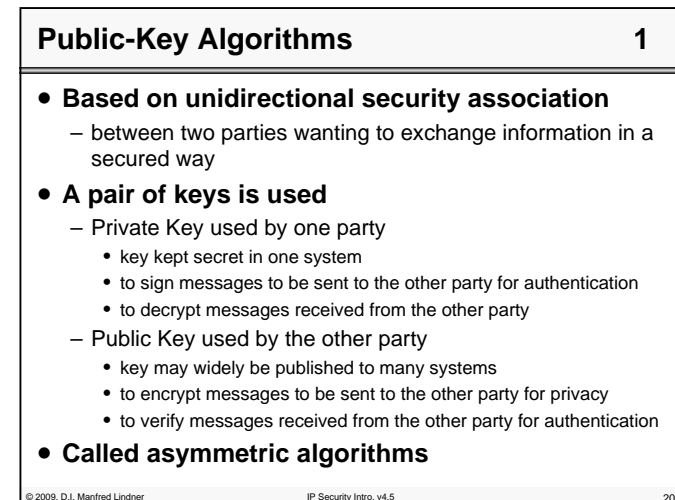 Public-Key Algorithms 1
• Based on unidirectional security association
– between two parties wanting to exchange information in a
secured way
• A pair of keys is used
– Private Key used by one party
• key kept secret in one system
• to sign messages to be sent to the other party for authentication
• to decrypt messages received from the other party
– Public Key used by the other party
• key may widely be published to many systems
• to encrypt messages to be sent to the other party for privacy
• to verify messages received from the other party for authentication
• Called asymmetric algorithms
© 2009, D.I. Manfred Lindner IP Security Intro, v4.5 20